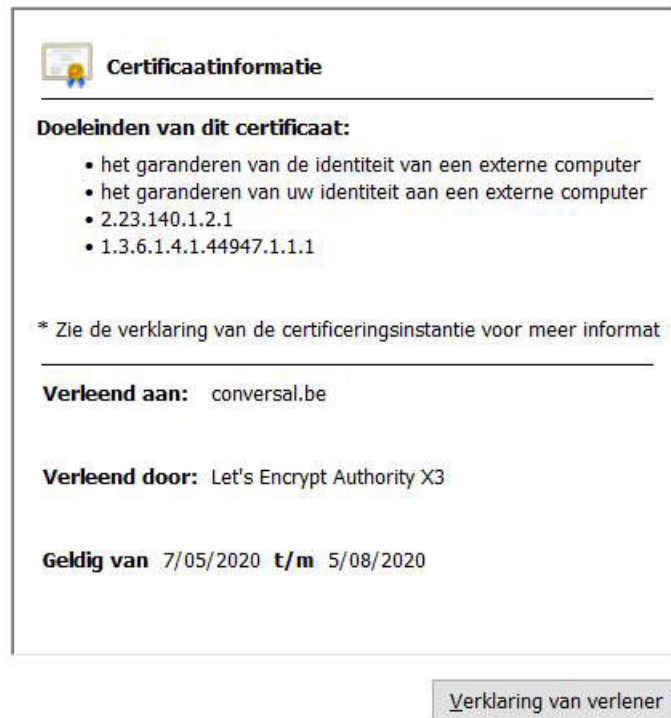 Certificaatinformatie
Doeleinden van dit certificaat:
• het garanderen van de identiteit van een externe computer
• het garanderen van uw identiteit aan een externe computer
• 2.23.140.1.2.1
• 1.3.6.1.4.1.44947.1.1.1
* Zie de verklaring van de certificeringsinstantie voor meer informat
Verleend aan: conversal.be
Verleend door: Let's Encrypt Authority X3
Geldig van 7/05/2020 t/m 5/08/2020
Verklaring van verlener